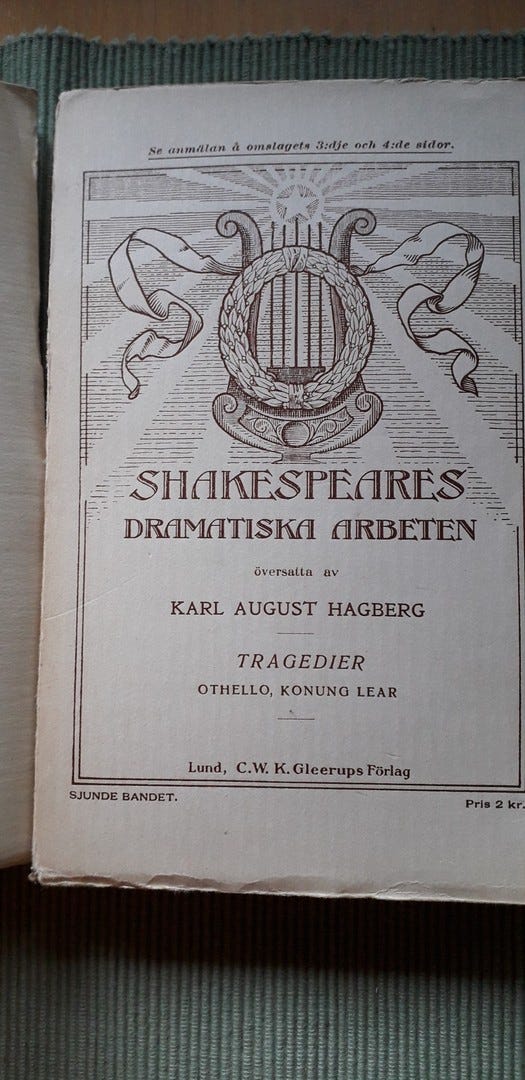 Se anmälan å omslagets 3:dje och 4:de sidor.
SHAKESPEARES
DRAMATISKA ARBETEN
översatta av
KARL AUGUST HAGBERG
TRAGEDIER
OTHELLO, KONUNG LEAR
Lund, C.W. K. Gleerups Förlag
SJUNDE BANDET.
Pris 2 kr.